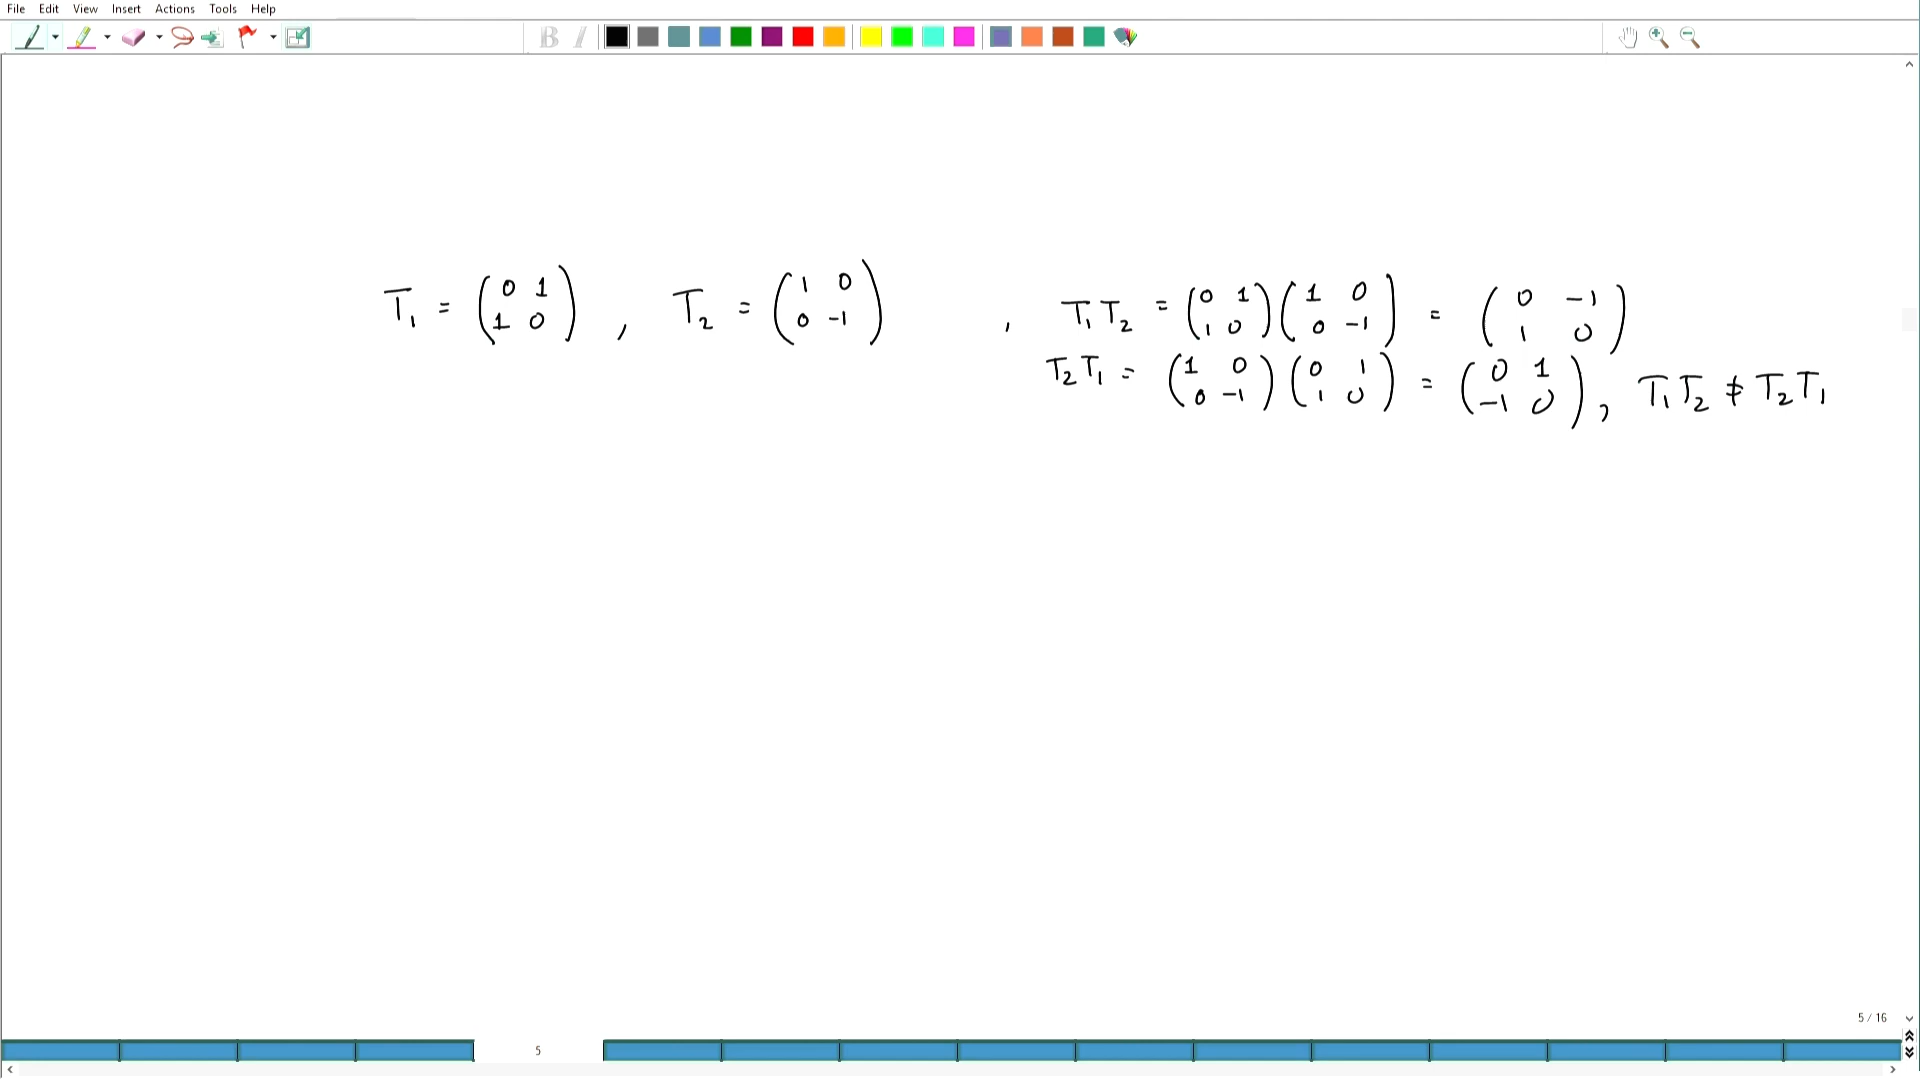 File Edit View Insert Actions Tools Help
B I
T₁ = (0 1; 1 0) , T₂ = (1 0; 0 -1) , T₁T₂ = (0 1; 1 0)(1 0; 0 -1) = (0 -1; 1 0)
T₂T₁ = (1 0; 0 -1)(0 1; 1 0) = (0 1; -1 0) , T₁T₂ ≠ T₂T₁
5 / 16
5